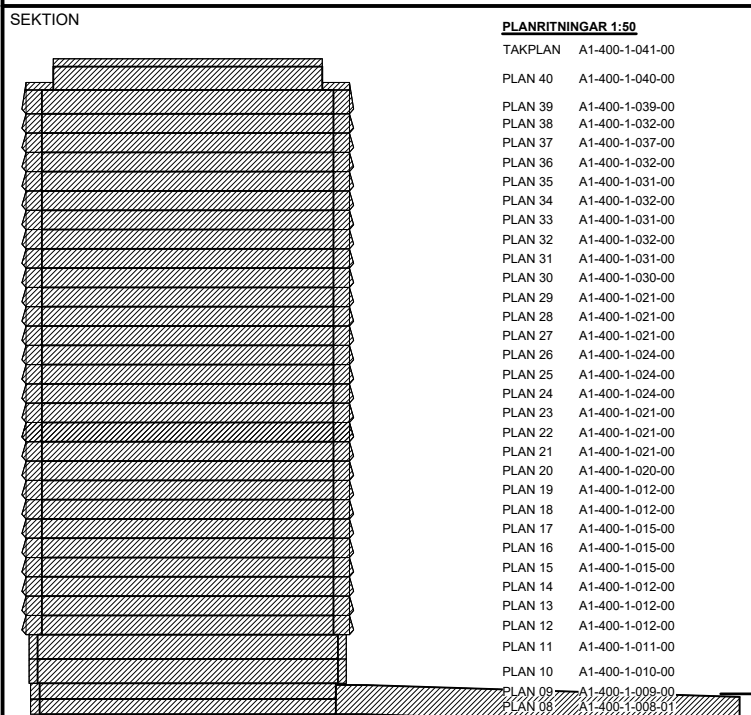 SEKTION
PLANRITNINGAR 1:50
TAKPLAN A1-400-1-041-00
PLAN 40 A1-400-1-040-00
PLAN 39 A1-400-1-039-00
PLAN 38 A1-400-1-032-00
PLAN 37 A1-400-1-037-00
PLAN 36 A1-400-1-032-00
PLAN 35 A1-400-1-031-00
PLAN 34 A1-400-1-032-00
PLAN 33 A1-400-1-031-00
PLAN 32 A1-400-1-032-00
PLAN 31 A1-400-1-031-00
PLAN 30 A1-400-1-030-00
PLAN 29 A1-400-1-021-00
PLAN 28 A1-400-1-021-00
PLAN 27 A1-400-1-021-00
PLAN 26 A1-400-1-024-00
PLAN 25 A1-400-1-024-00
PLAN 24 A1-400-1-024-00
PLAN 23 A1-400-1-021-00
PLAN 22 A1-400-1-021-00
PLAN 21 A1-400-1-021-00
PLAN 20 A1-400-1-020-00
PLAN 19 A1-400-1-012-00
PLAN 18 A1-400-1-012-00
PLAN 17 A1-400-1-015-00
PLAN 16 A1-400-1-015-00
PLAN 15 A1-400-1-015-00
PLAN 14 A1-400-1-012-00
PLAN 13 A1-400-1-012-00
PLAN 12 A1-400-1-012-00
PLAN 11 A1-400-1-011-00
PLAN 10 A1-400-1-010-00
PLAN 09 A1-400-1-009-00
PLAN 08 A1-400-1-008-01